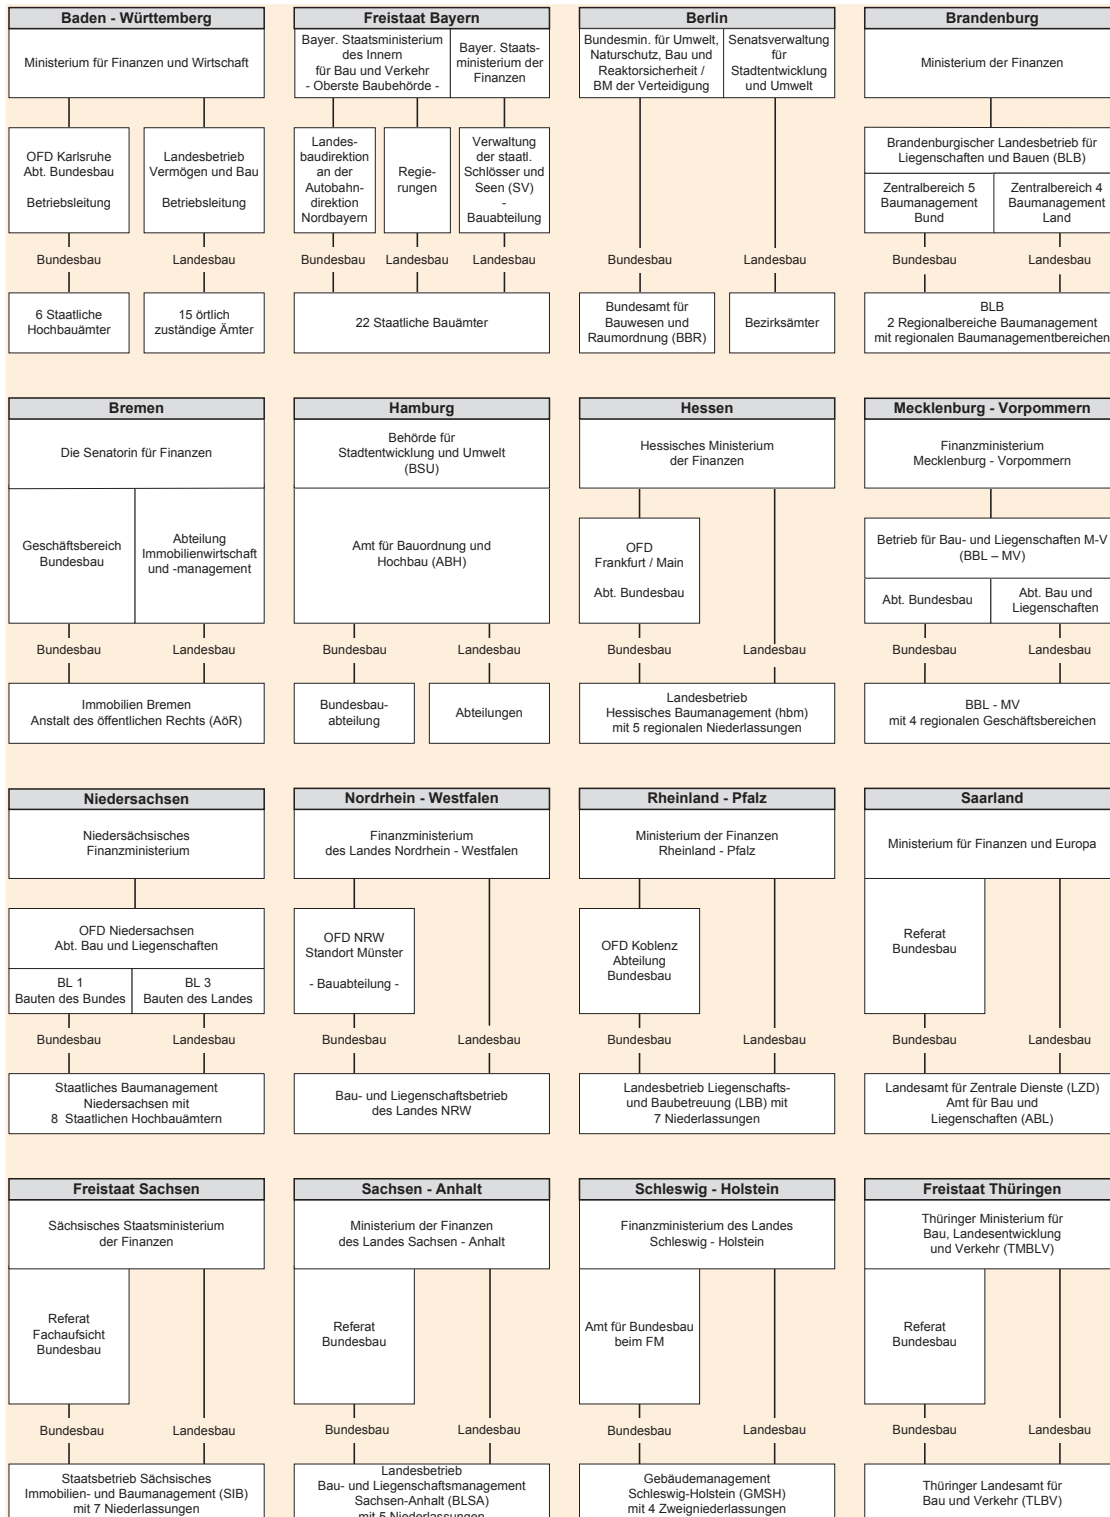 Baden - Württemberg
Ministerium für Finanzen und Wirtschaft
OFD Karlsruhe
Abt. Bundesbau
Betriebsleitung
Landesbetrieb
Vermögen und Bau
Betriebsleitung
Bundesbau
Landesbau
6 Staatliche
Hochbauämter
15 örtlich
zuständige Ämter
Freistaat Bayern
Bayer. Staatsministerium
des Innern
für Bau und Verkehr
- Oberste Baubehörde -
Bayer. Staats-
ministerium der
Finanzen
Landes-
baudirektion
an der
Autobahn-
direktion
Nordbayern
Regie-
rungen
Verwaltung
der staatl.
Schlösser und
Seen (SV)
-
Bauabteilung
Bundesbau
Landesbau
Landesbau
22 Staatliche Bauämter
Berlin
Bundesmin. für Umwelt,
Naturschutz, Bau und
Reaktorsicherheit /
BM der Verteidigung
Senatsverwaltung
für
Stadtentwicklung
und Umwelt
Bundesbau
Landesbau
Bundesamt für
Bauwesen und
Raumordnung (BBR)
Bezirksämter
Brandenburg
Ministerium der Finanzen
Brandenburgischer Landesbetrieb für
Liegenschaften und Bauen (BLB)
Zentralbereich 5
Baumanagement
Bund
Zentralbereich 4
Baumanagement
Land
Bundesbau
Landesbau
BLB
2 Regionalbereiche Baumanagement
mit regionalen Baumanagementbereichen
Bremen
Die Senatorin für Finanzen
Geschäftsbereich
Bundesbau
Abteilung
Immobilienwirtschaft
und -management
Bundesbau
Landesbau
Immobilien Bremen
Anstalt des öffentlichen Rechts (AöR)
Hamburg
Behörde für
Stadtentwicklung und Umwelt
(BSU)
Amt für Bauordnung und
Hochbau (ABH)
Bundesbau
Landesbau
Bundesbau-
abteilung
Abteilungen
Hessen
Hessisches Ministerium
der Finanzen
OFD
Frankfurt / Main
Abt. Bundesbau
Bundesbau
Landesbau
Landesbetrieb
Hessisches Baumanagement (hbm)
mit 5 regionalen Niederlassungen
Mecklenburg - Vorpommern
Finanzministerium
Mecklenburg - Vorpommern
Betrieb für Bau- und Liegenschaften M-V
(BBL – MV)
Abt. Bundesbau
Abt. Bau und
Liegenschaften
Bundesbau
Landesbau
BBL - MV
mit 4 regionalen Geschäftsbereichen
Niedersachsen
Niedersächsisches
Finanzministerium
OFD Niedersachsen
Abt. Bau und Liegenschaften
BL 1
Bauten des Bundes
BL 3
Bauten des Landes
Bundesbau
Landesbau
Staatliches Baumanagement
Niedersachsen mit
8 Staatlichen Hochbauämtern
Nordrhein - Westfalen
Finanzministerium
des Landes Nordrhein - Westfalen
OFD NRW
Standort Münster
- Bauabteilung -
Bundesbau
Landesbau
Bau- und Liegenschaftsbetrieb
des Landes NRW
Rheinland - Pfalz
Ministerium der Finanzen
Rheinland - Pfalz
OFD Koblenz
Abteilung
Bundesbau
Bundesbau
Landesbau
Landesbetrieb Liegenschafts-
und Baubetreuung (LBB) mit
7 Niederlassungen
Saarland
Ministerium für Finanzen und Europa
Referat
Bundesbau
Bundesbau
Landesbau
Landesamt für Zentrale Dienste (LZD)
Amt für Bau und
Liegenschaften (ABL)
Freistaat Sachsen
Sächsisches Staatsministerium
der Finanzen
Referat
Fachaufsicht
Bundesbau
Bundesbau
Landesbau
Staatsbetrieb Sächsisches
Immobilien- und Baumanagement (SIB)
mit 7 Niederlassungen
Sachsen - Anhalt
Ministerium der Finanzen
des Landes Sachsen - Anhalt
Referat
Bundesbau
Bundesbau
Landesbau
Landesbetrieb
Bau- und Liegenschaftsmanagement
Sachsen-Anhalt (BLSA)
mit 5 Niederlassungen
Schleswig - Holstein
Finanzministerium des Landes
Schleswig - Holstein
Amt für Bundesbau
beim FM
Bundesbau
Landesbau
Gebäudemanagement
Schleswig-Holstein (GMSH)
mit 4 Zweigniederlassungen
Freistaat Thüringen
Thüringer Ministerium für
Bau, Landesentwicklung
und Verkehr (TMBLV)
Referat
Bundesbau
Bundesbau
Landesbau
Thüringer Landesamt für
Bau und Verkehr (TLBV)